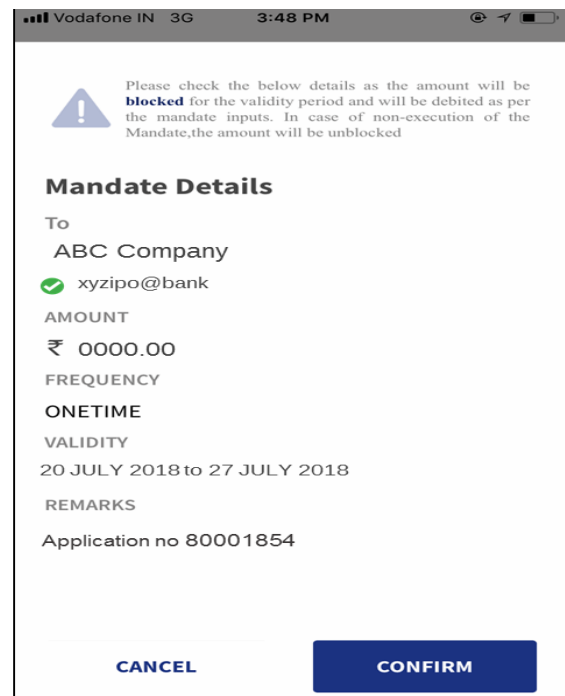 Vodafone IN 3G 3:48 PM
Please check the below details as the amount will be
blocked for the validity period and will be debited as per
the mandate inputs. In case of non-execution of the
Mandate,the amount will be unblocked
Mandate Details
To
ABC Company
xyzipo@bank
AMOUNT
₹ 0000.00
FREQUENCY
ONETIME
VALIDITY
20 JULY 2018 to 27 JULY 2018
REMARKS
Application no 80001854
CANCEL CONFIRM